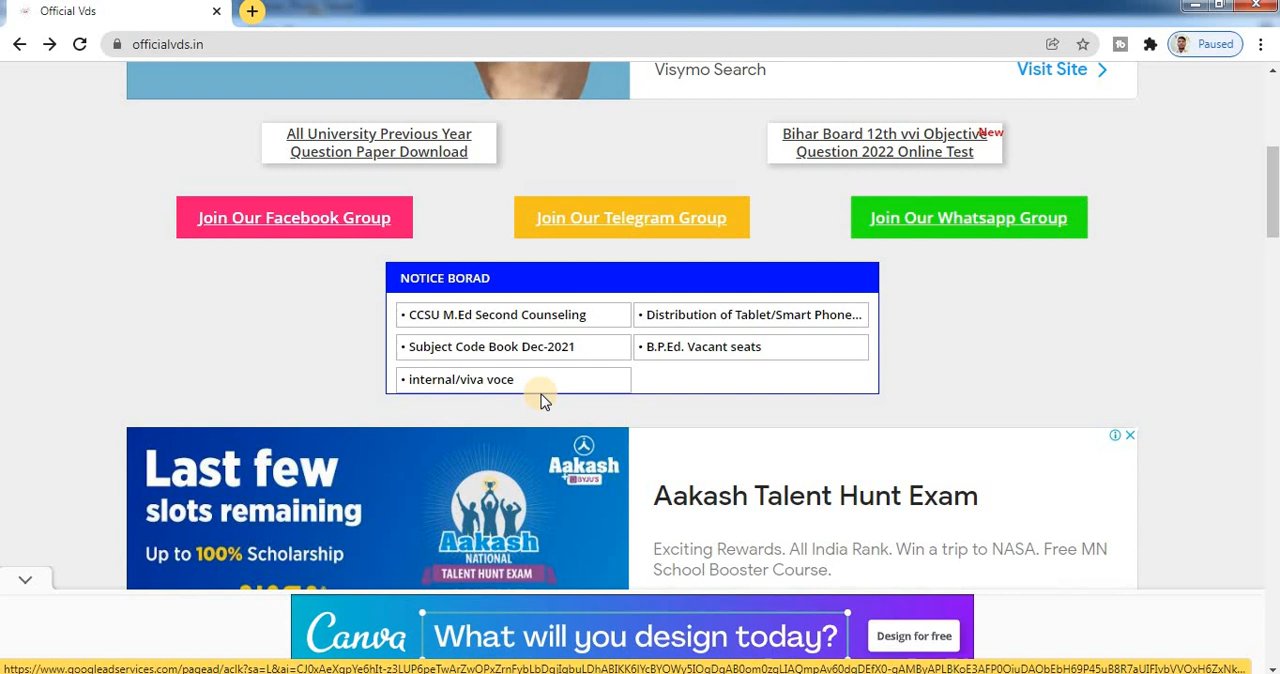 Official Vds
officialvds.in
Paused
Visymo Search
Visit Site
All University Previous Year
Question Paper Download
Bihar Board 12th vvi Objective
New
Question 2022 Online Test
Join Our Facebook Group
Join Our Telegram Group
Join Our Whatsapp Group
NOTICE BORAD
• CCSU M.Ed Second Counseling
• Distribution of Tablet/Smart Phone...
• Subject Code Book Dec-2021
• B.P.Ed. Vacant seats
• internal/viva voce
Last few
slots remaining
Up to 100% Scholarship
Aakash
BYJU'S
Aakash
NATIONAL
TALENT HUNT EXAM
Aakash Talent Hunt Exam
Exciting Rewards. All India Rank. Win a trip to NASA. Free MN
School Booster Course.
Canva
What will you design today?
Design for free